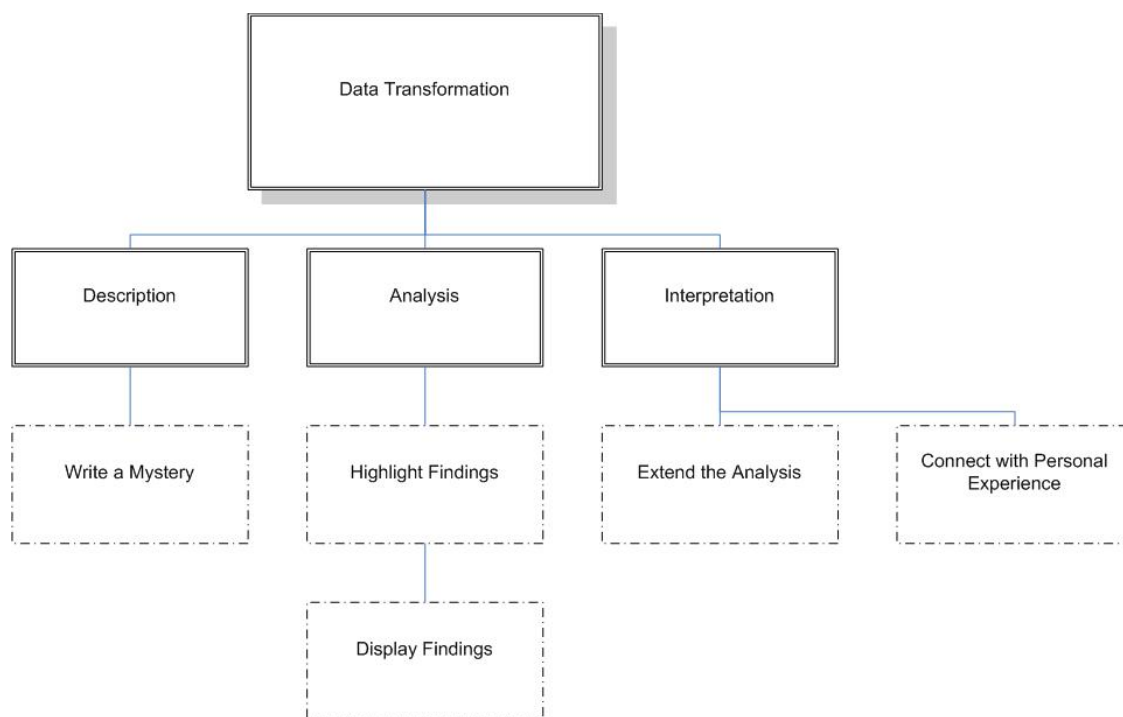 Data Transformation
Description
Analysis
Interpretation
Write a Mystery
Highlight Findings
Extend the Analysis
Connect with Personal
Experience
Display Findings